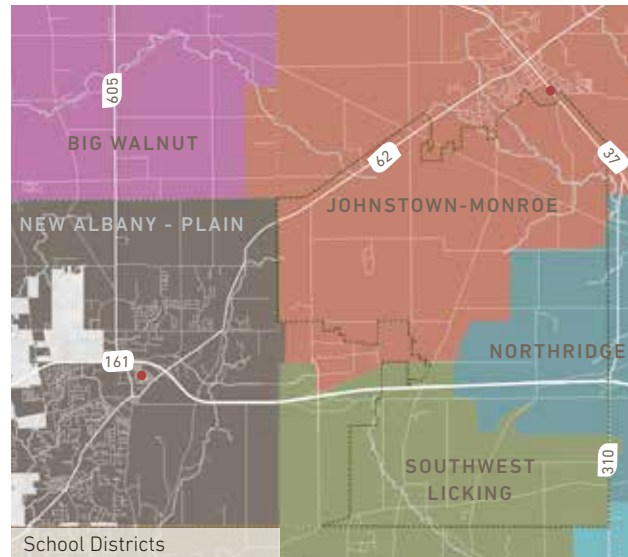 605
BIG WALNUT
62
37
NEW ALBANY - PLAIN
JOHNSTOWN-MONROE
161
NORTHRIDGE
310
SOUTHWEST
LICKING
School Districts